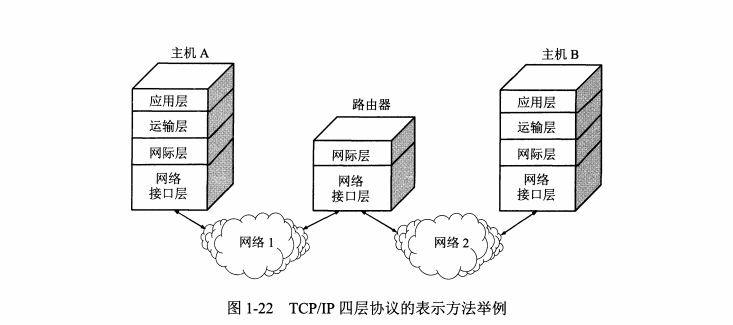 主机 A
应用层
运输层
网际层
网络
接口层
路由器
网际层
网络
接口层
主机 B
应用层
运输层
网际层
网络
接口层
网络 1
网络 2
图 1-22 TCP/IP 四层协议的表示方法举例